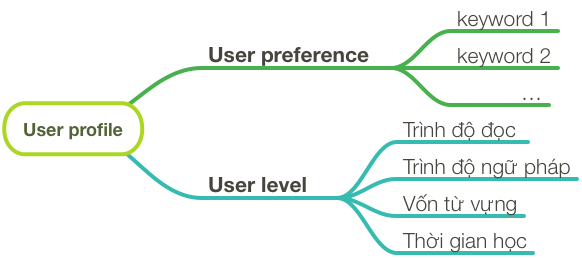 User profile
User preference
keyword 1
keyword 2
...
User level
Trình độ đọc
Trình độ ngữ pháp
Vốn từ vựng
Thời gian học